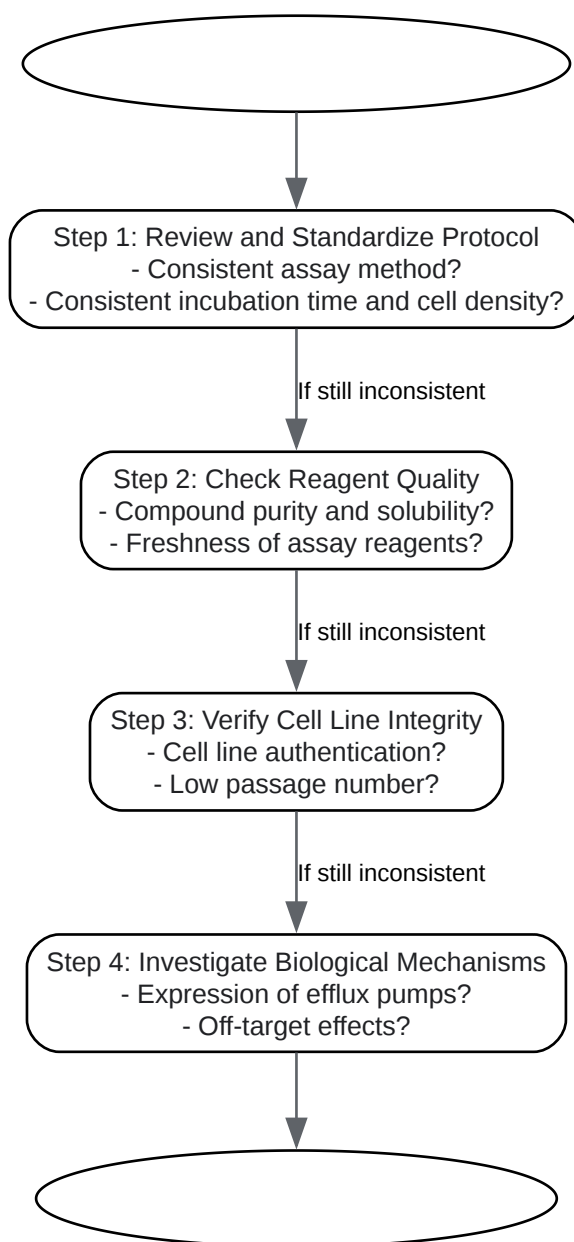 Step 1: Review and Standardize Protocol
- Consistent assay method?
- Consistent incubation time and cell density?
If still inconsistent
Step 2: Check Reagent Quality
- Compound purity and solubility?
- Freshness of assay reagents?
If still inconsistent
Step 3: Verify Cell Line Integrity
- Cell line authentication?
- Low passage number?
If still inconsistent
Step 4: Investigate Biological Mechanisms
- Expression of efflux pumps?
- Off-target effects?